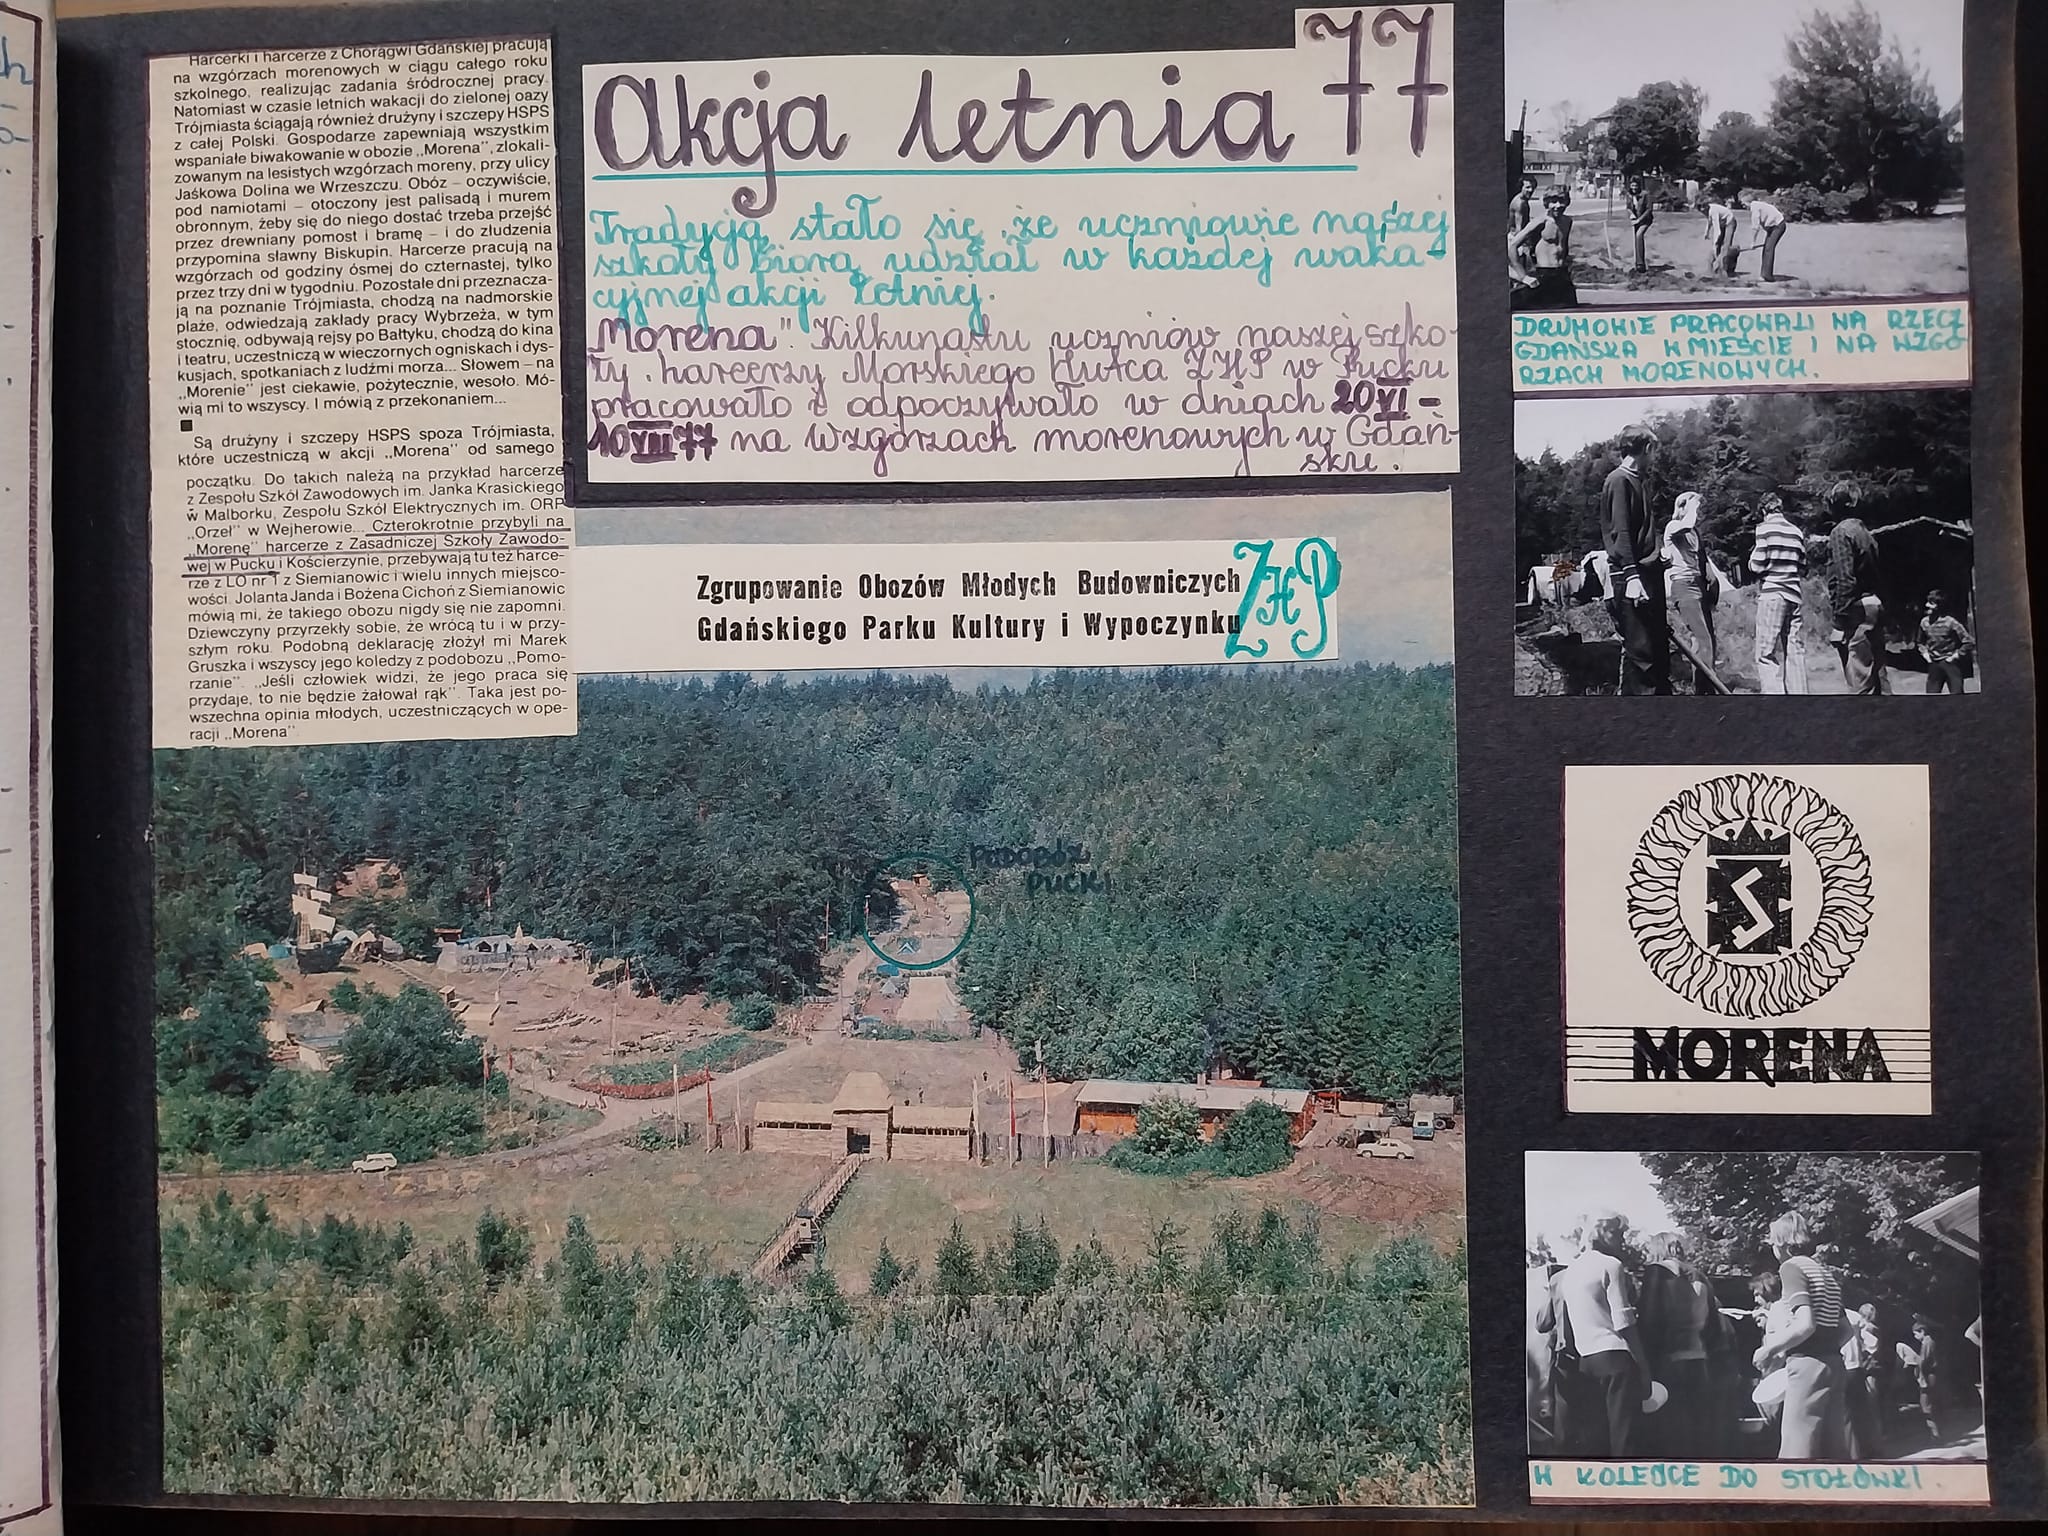 Harcerki i harcerze z Chorągwi Gdańskiej pracują
na wzgórzach morenowych w ciągu całego roku
szkolnego, realizując zadania śródrocznej pracy.
Natomiast w czasie letnich wakacji do zielonej oazy
Trójmiasta ściągają również drużyny i szczepy HSPS
z całej Polski. Gospodarze zapewniają wszystkim
wspaniałe biwakowanie w obozie „Morena”, zlokali-
zowanym na lesistych wzgórzach moreny, przy ulicy
Jaśkowa Dolina we Wrzeszczu. Obóz – oczywiście,
pod namiotami – otoczony jest palisadą i murem
obronnym, żeby się do niego dostać trzeba przejść
przez drewniany pomost i bramę – i do złudzenia
przypomina sławny Biskupin. Harcerze pracują na
wzgórzach od godziny ósmej do czternastej, tylko
przez trzy dni w tygodniu. Pozostałe dni przeznacza-
ją na poznanie Trójmiasta, chodzą na nadmorskie
plaże, odwiedzają zakłady pracy Wybrzeża, w tym
stocznię, odbywają rejsy po Bałtyku, chodzą do kina
i teatru, uczestniczą w wieczornych ogniskach i dys-
kusjach, spotkaniach z ludźmi morza... Słowem – na
„Morenie” jest ciekawie, pożytecznie, wesoło. Mó-
wią mi to wszyscy. I mówią z przekonaniem...
Są drużyny i szczepy HSPS spoza Trójmiasta,
które uczestniczą w akcji „Morena” od samego
początku. Do takich należą na przykład harcerze
z Zespołu Szkół Zawodowych im. Janka Krasickiego
w Malborku, Zespołu Szkół Elektrycznych im. ORP
„Orzeł” w Wejherowie... Czterokrotnie przybyli na
„Morenę” harcerze z Zasadniczej Szkoły Zawodo-
wej w Pucku i Kościerzynie, przebywają tu też harce-
rze z LO nr 1 z Siemianowic i wielu innych miejsco-
wości. Jolanta Janda i Bożena Cichoń z Siemianowic
mówią mi, że takiego obozu nigdy się nie zapomni.
Dziewczyny przyrzekły sobie, że wrócą tu i w przy-
szłym roku. Podobną deklarację złożył mi Marek
Gruszka i wszyscy jego koledzy z podobozu „Pomo-
rzanie”. „Jeśli człowiek widzi, że jego praca się
przydaje, to nie będzie żałował rąk”. Taka jest po-
wszechna opinia młodych, uczestniczących w ope-
racji „Morena”.
Akcja letnia 77
Tradycją stało się, że uczniowie naszej
szkoły biorą udział w każdej waka-
cyjnej akcji letniej.
"Morena". Kilkunastu uczniów naszej szko-
ły, harcerzy Morskiego Hufca ZHP w Pucku
pracowało i odpoczywało w dniach 20 VI –
10 VIII 77 na wzgórzach morenowych w Gdań-
sku.
Zgrupowanie Obozów Młodych Budowniczych
Gdańskiego Parku Kultury i Wypoczynku
ZHP
PODOBÓZ
PUCKI
DRUHOWIE PRACOWALI NA RZECZ
GDAŃSKA W MIEŚCIE I NA WZGÓ
RZACH MORENOWYCH.
S
MORENA
W KOLEJCE DO STOŁÓWKI.